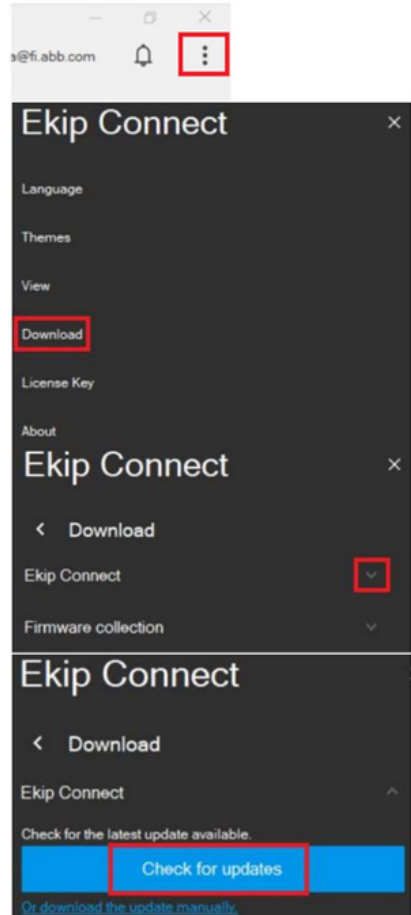 @fi.abb.com
Ekip Connect
Language
Themes
View
Download
License Key
About
Ekip Connect
Download
Ekip Connect
Firmware collection
Ekip Connect
Download
Ekip Connect
Check for the latest update available.
Check for updates
Or download the update manually.